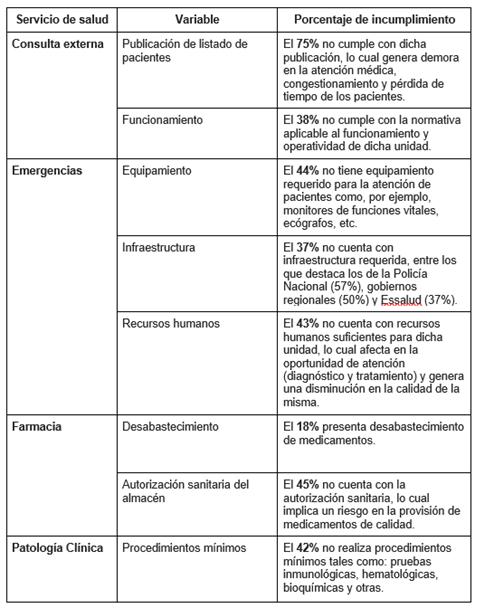 Servicio de salud Variable Porcentaje de incumplimiento
Consulta externa Publicación de listado de El 75% no cumple con dicha
pacientes publicación, lo cual genera demora
en la atención médica,
congestionamiento y pérdida de
tiempo de los pacientes.
Funcionamiento El 38% no cumple con la normativa
aplicable al funcionamiento y
operatividad de dicha unidad.
Emergencias Equipamiento El 44% no tiene equipamiento
requerido para la atención de
pacientes como, por ejemplo,
monitores de funciones vitales,
ecógrafos, etc.
Infraestructura El 37% no cuenta con
infraestructura requerida, entre los
que destaca los de la Policía
Nacional (57%), gobiernos
regionales (50%) y Essalud (37%).
Recursos humanos El 43% no cuenta con recursos
humanos suficientes para dicha
unidad, lo cual afecta en la
oportunidad de atención
(diagnóstico y tratamiento) y genera
una disminución en la calidad de la
misma.
Farmacia Desabastecimiento El 18% presenta desabastecimiento
de medicamentos.
Autorización sanitaria del El 45% no cuenta con la
almacén autorización sanitaria, lo cual
implica un riesgo en la provisión de
medicamentos de calidad.
Patología Clínica Procedimientos mínimos El 42% no realiza procedimientos
mínimos tales como: pruebas
inmunológicas, hematológicas,
bioquímicas y otras.